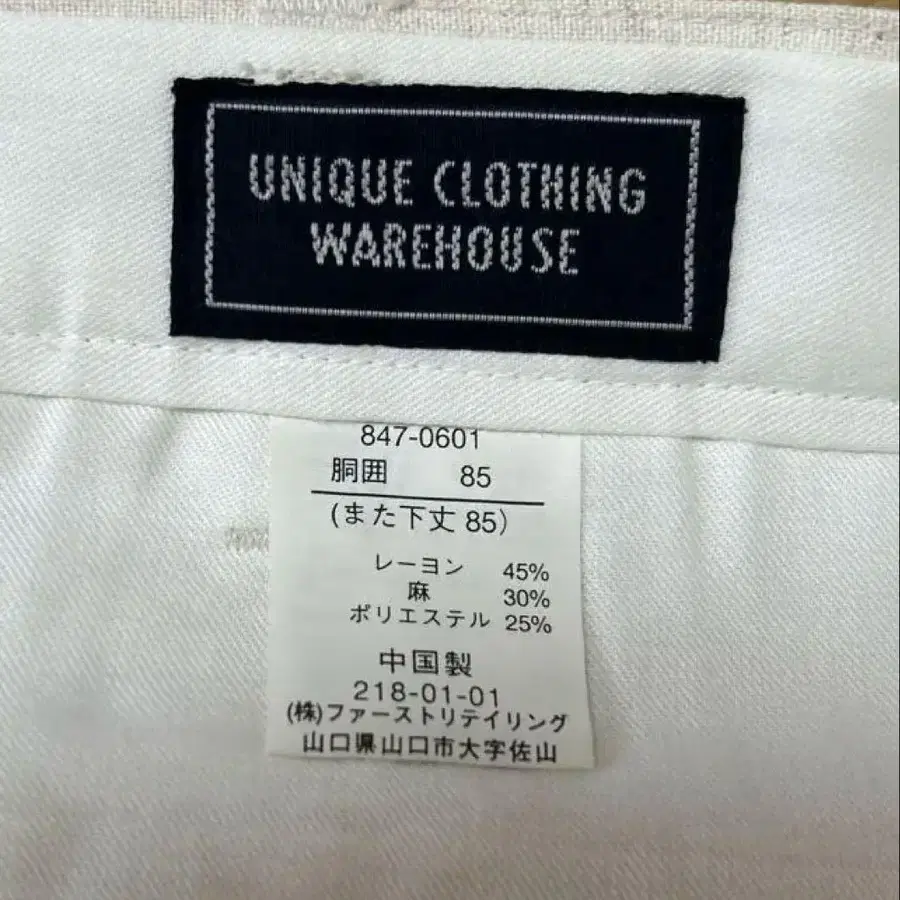 UNIQUE CLOTHING
WAREHOUSE
847-0601
胴囲 85
(また下丈 85)
レーヨン 45%
麻 30%
ポリエステル 25%
中国製
218-01-01
(株)ファーストリテイリング
山口県山口市大字佐山